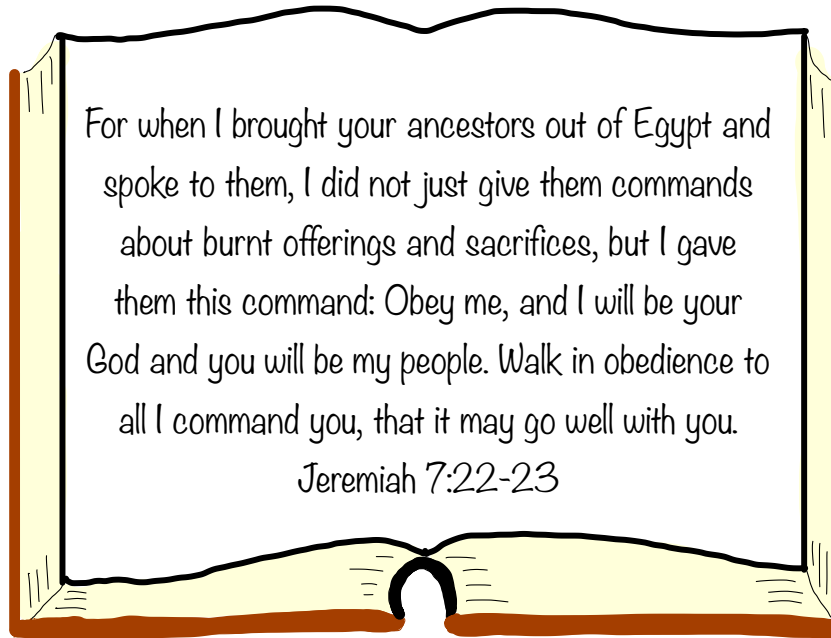 For when I brought your ancestors out of Egypt and
spoke to them, I did not just give them commands
about burnt offerings and sacrifices, but I gave
them this command: Obey me, and I will be your
God and you will be my people. Walk in obedience to
all I command you, that it may go well with you.
Jeremiah 7:22-23